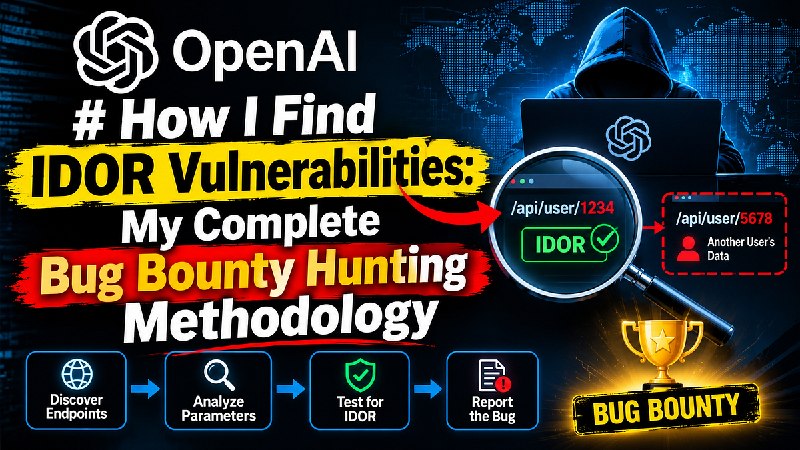 OpenAI
# How I Find
IDOR Vulnerabilities:
My Complete
Bug Bounty Hunting
Methodology
/api/user/1234
IDOR
/api/user/5678
Another User's
Data
Discover
Endpoints
Analyze
Parameters
Test for
IDOR
Report
the Bug
BUG BOUNTY